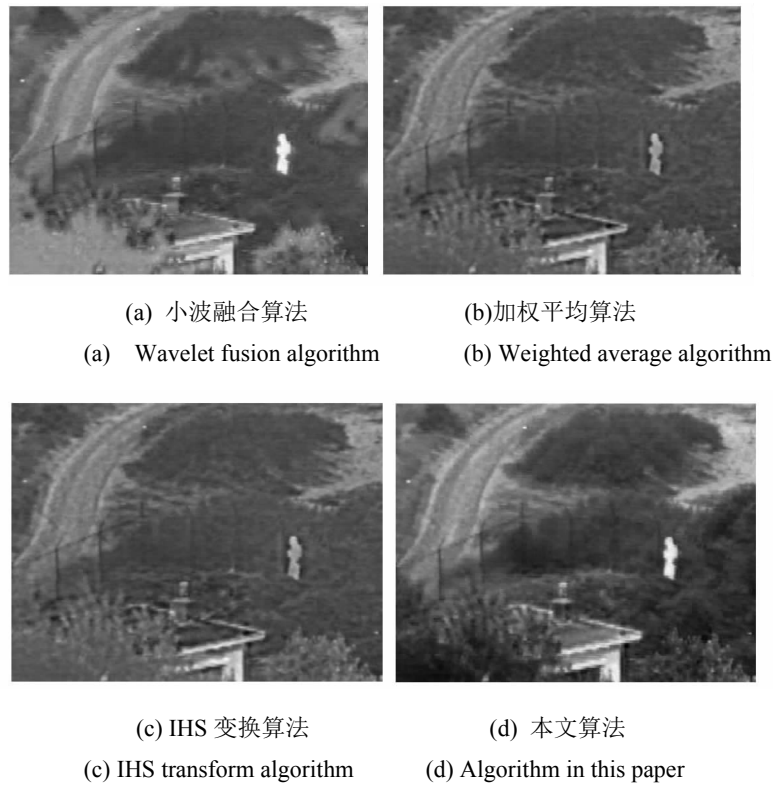 (a) 小波融合算法
(b)加权平均算法
(a) Wavelet fusion algorithm
(b) Weighted average algorithm
(c) IHS 变换算法
(d) 本文算法
(c) IHS transform algorithm
(d) Algorithm in this paper